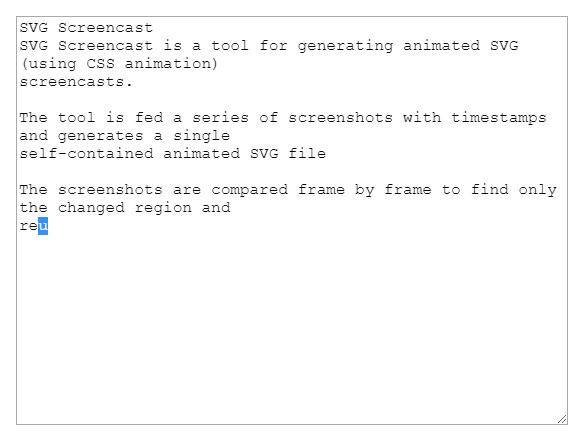 SVG Screencast
SVG Screencast is a tool for generating animated SVG
(using CSS animation)
screencasts.
The tool is fed a series of screenshots with timestamps
and generates a single
self-contained animated SVG file
The screenshots are compared frame by frame to find only
the changed region and
reu